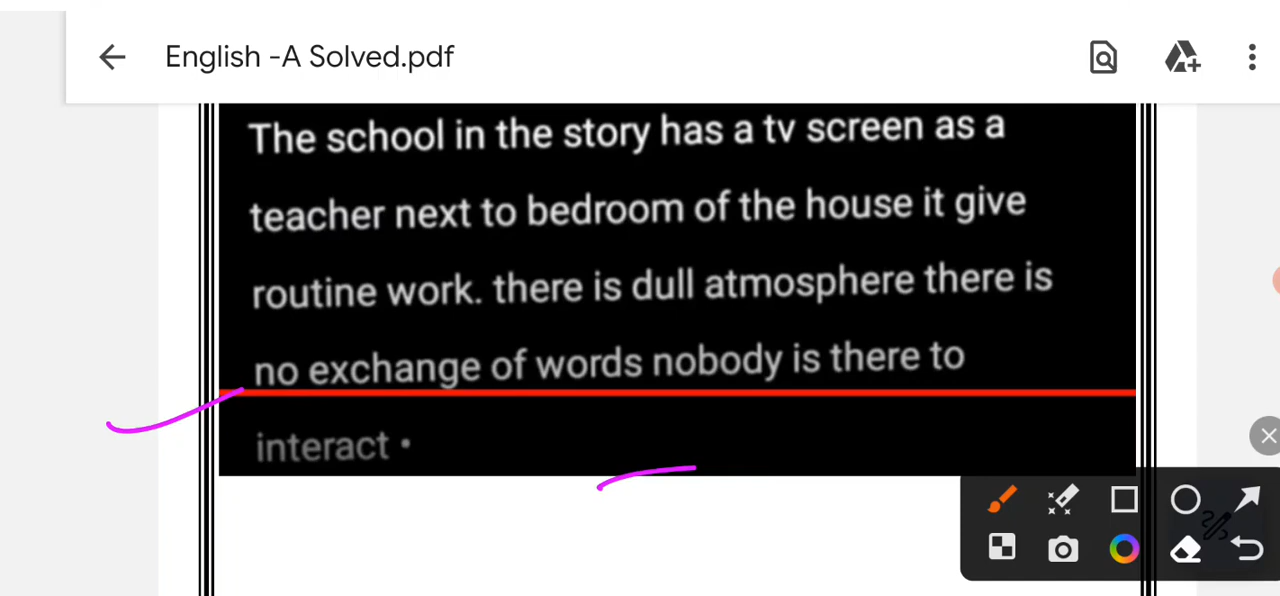 English -A Solved.pdf
The school in the story has a tv screen as a
teacher next to bedroom of the house it give
routine work. there is dull atmosphere there is
no exchange of words nobody is there to
interact •